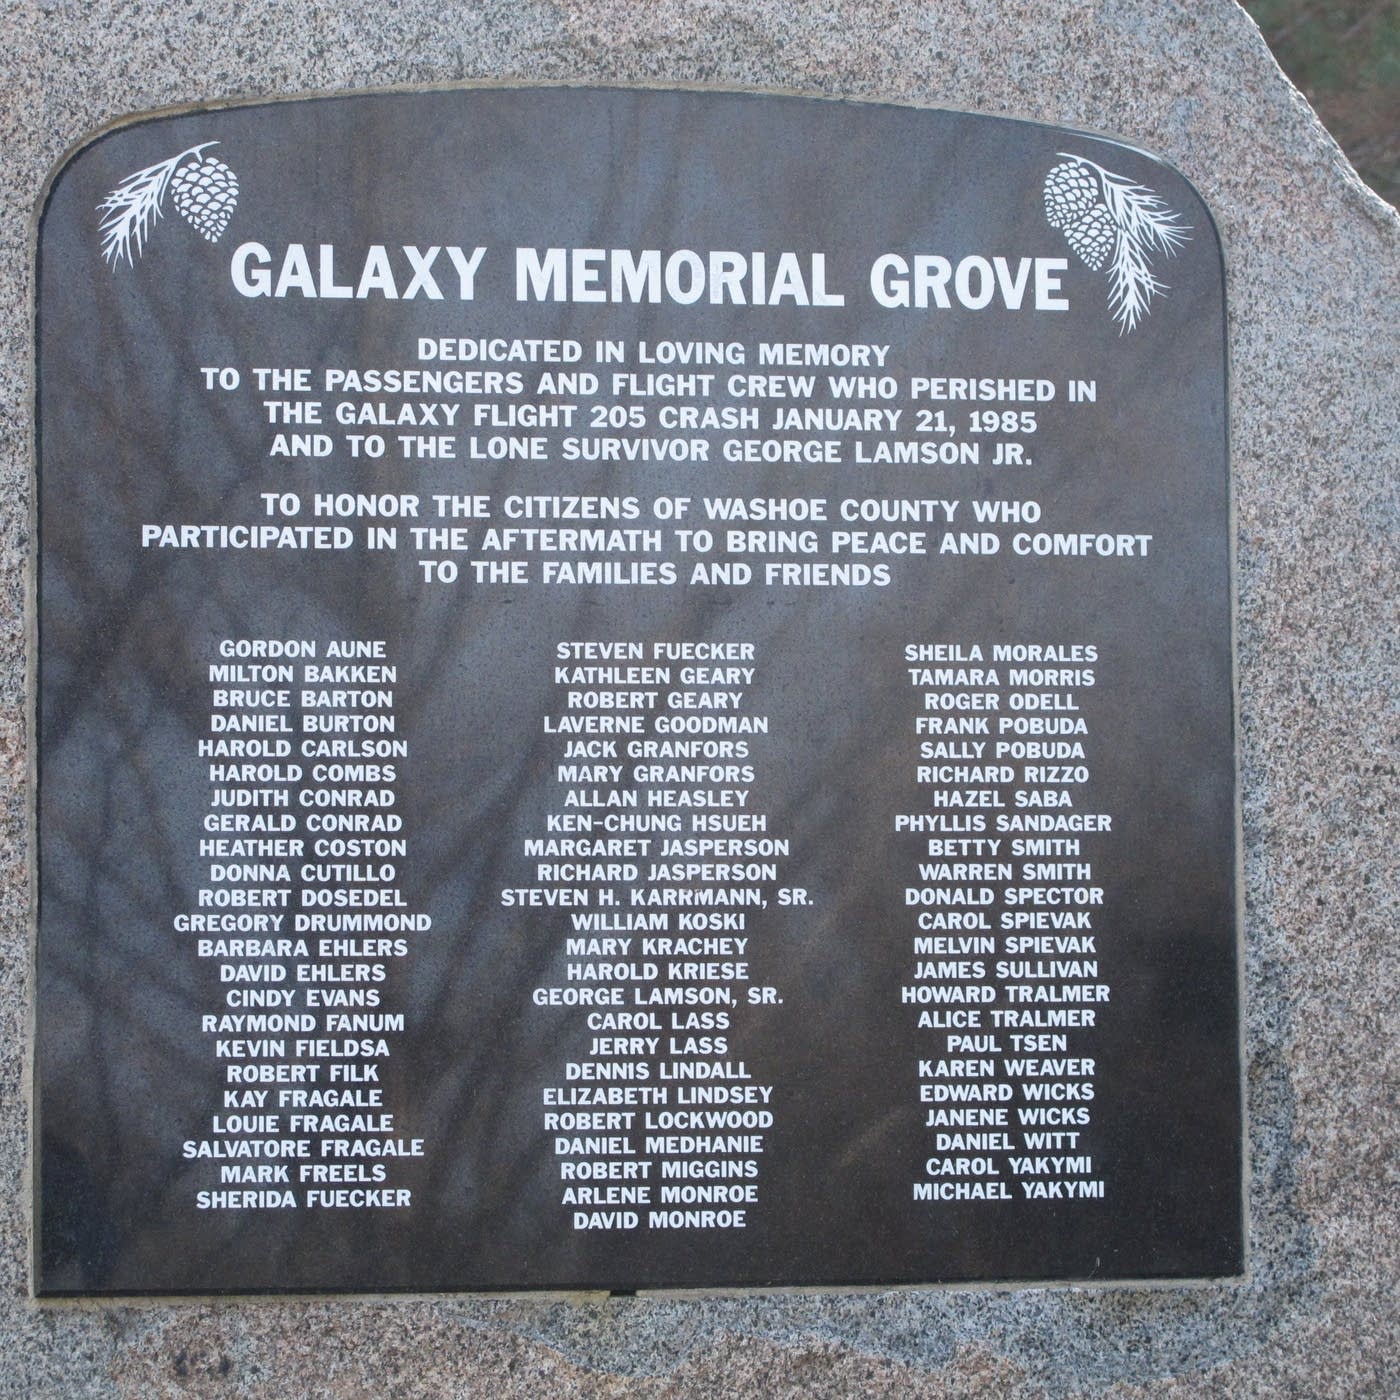 GALAXY MEMORIAL GROVE
DEDICATED IN LOVING MEMORY
TO THE PASSENGERS AND FLIGHT CREW WHO PERISHED IN
THE GALAXY FLIGHT 205 CRASH JANUARY 21, 1985
AND TO THE LONE SURVIVOR GEORGE LAMSON JR.
TO HONOR THE CITIZENS OF WASHOE COUNTY WHO
PARTICIPATED IN THE AFTERMATH TO BRING PEACE AND COMFORT
TO THE FAMILIES AND FRIENDS
GORDON AUNE
MILTON BAKKEN
BRUCE BARTON
DANIEL BURTON
HAROLD CARLSON
HAROLD COMBS
JUDITH CONRAD
GERALD CONRAD
HEATHER COSTON
DONNA CUTILLO
ROBERT DOSEDEL
GREGORY DRUMMOND
BARBARA EHLERS
DAVID EHLERS
CINDY EVANS
RAYMOND FANUM
KEVIN FIELDSA
ROBERT FILK
KAY FRAGALE
LOUIE FRAGALE
SALVATORE FRAGALE
MARK FREELS
SHERIDA FUECKER
STEVEN FUECKER
KATHLEEN GEARY
ROBERT GEARY
LAVERNE GOODMAN
JACK GRANFORS
MARY GRANFORS
ALLAN HEASLEY
KEN-CHUNG HSUEH
MARGARET JASPERSON
RICHARD JASPERSON
STEVEN H. KARRMANN, SR.
WILLIAM KOSKI
MARY KRACHEY
HAROLD KRIESE
GEORGE LAMSON, SR.
CAROL LASS
JERRY LASS
DENNIS LINDALL
ELIZABETH LINDSEY
ROBERT LOCKWOOD
DANIEL MEDHANIE
ROBERT MIGGINS
ARLENE MONROE
DAVID MONROE
SHEILA MORALES
TAMARA MORRIS
ROGER ODELL
FRANK POBUDA
SALLY POBUDA
RICHARD RIZZO
HAZEL SABA
PHYLLIS SANDAGER
BETTY SMITH
WARREN SMITH
DONALD SPECTOR
CAROL SPIEVAK
MELVIN SPIEVAK
JAMES SULLIVAN
HOWARD TRALMER
ALICE TRALMER
PAUL TSEN
KAREN WEAVER
EDWARD WICKS
JANENE WICKS
DANIEL WITT
CAROL YAKYMI
MICHAEL YAKYMI